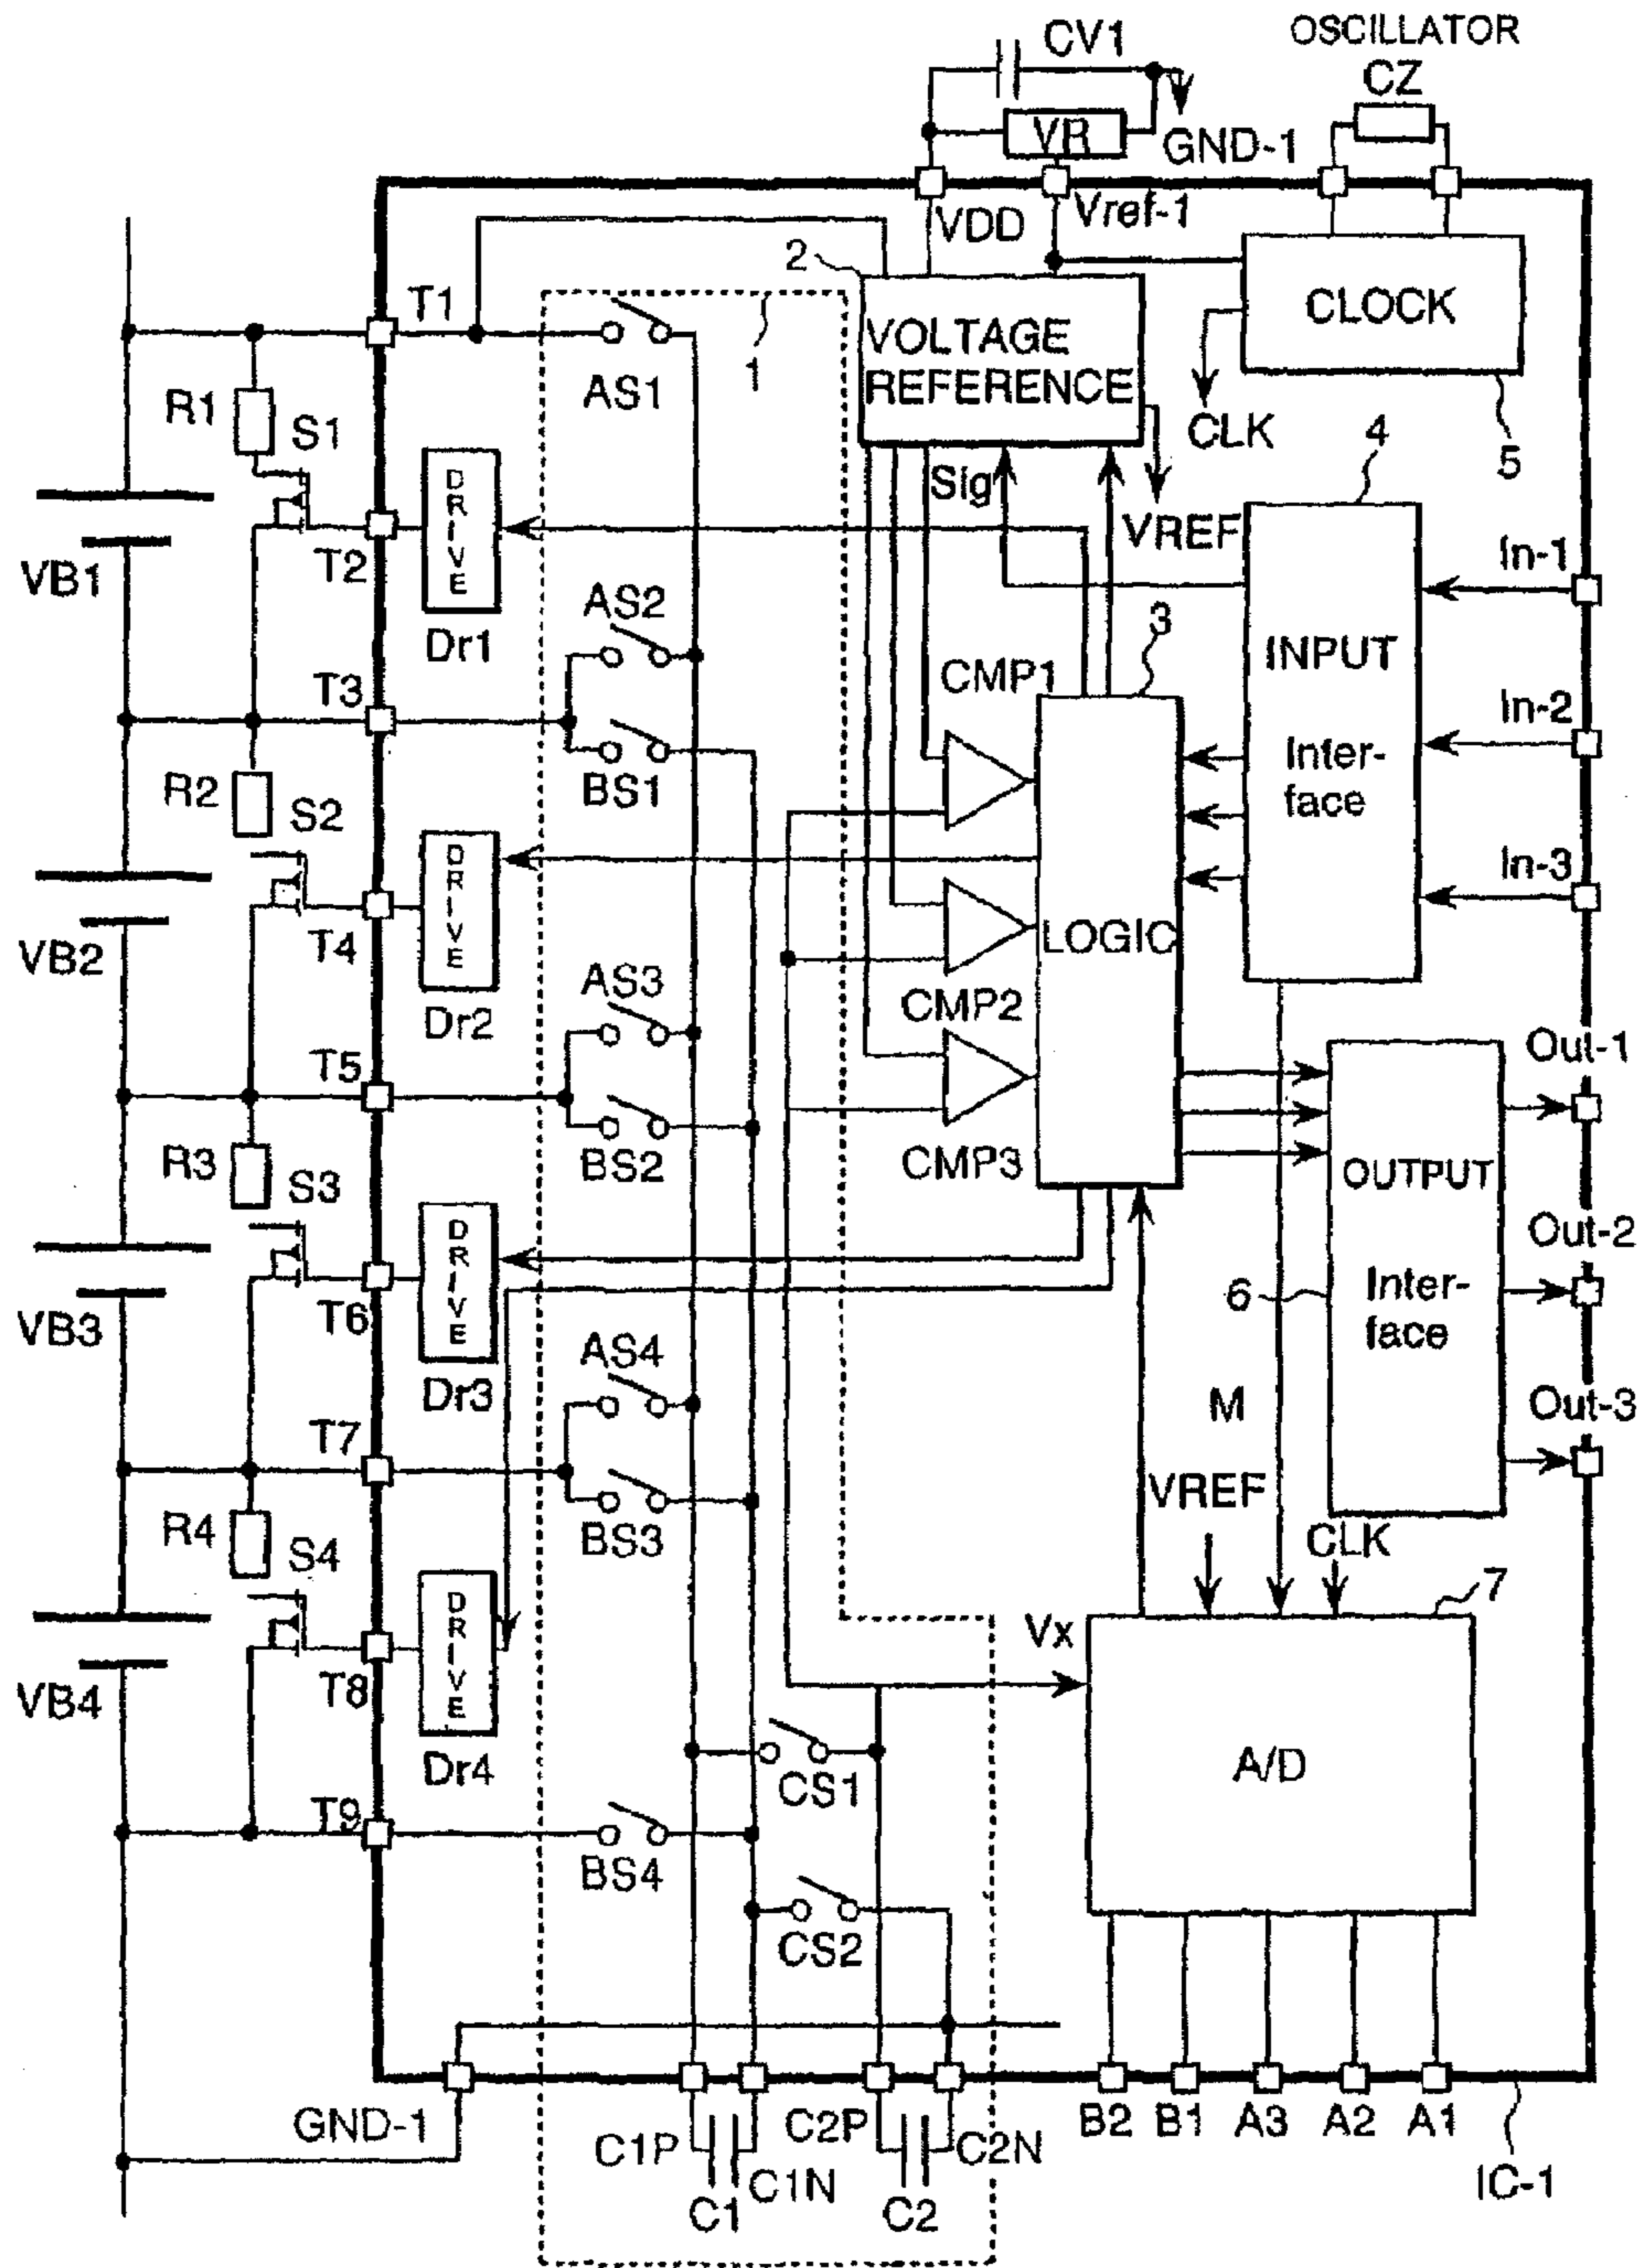 CV1
OSCILLATOR
CZ
VR
GND-1
VDD
Vref-1
2
T1
1
AS1
VOLTAGE
REFERENCE
CLOCK
CLK
5
R1
S1
Sig
VREF
4
DRIVE
T2
Dr1
VB1
AS2
INPUT
Inter-
face
In-1
In-2
In-3
3
CMP1
T3
BS1
R2
S2
DRIVE
T4
Dr2
VB2
LOGIC
AS3
CMP2
T5
BS2
CMP3
R3
S3
Out-1
OUTPUT
Inter-
face
Out-2
6
Out-3
DRIVE
T6
Dr3
VB3
AS4
M
T7
BS3
VREF
CLK
R4
S4
7
DRIVE
T8
Dr4
VB4
Vx
A/D
CS1
T9
BS4
CS2
GND-1
C1P
C1N
C1
C2P
C2N
C2
B2
B1
A3
A2
A1
IC-1